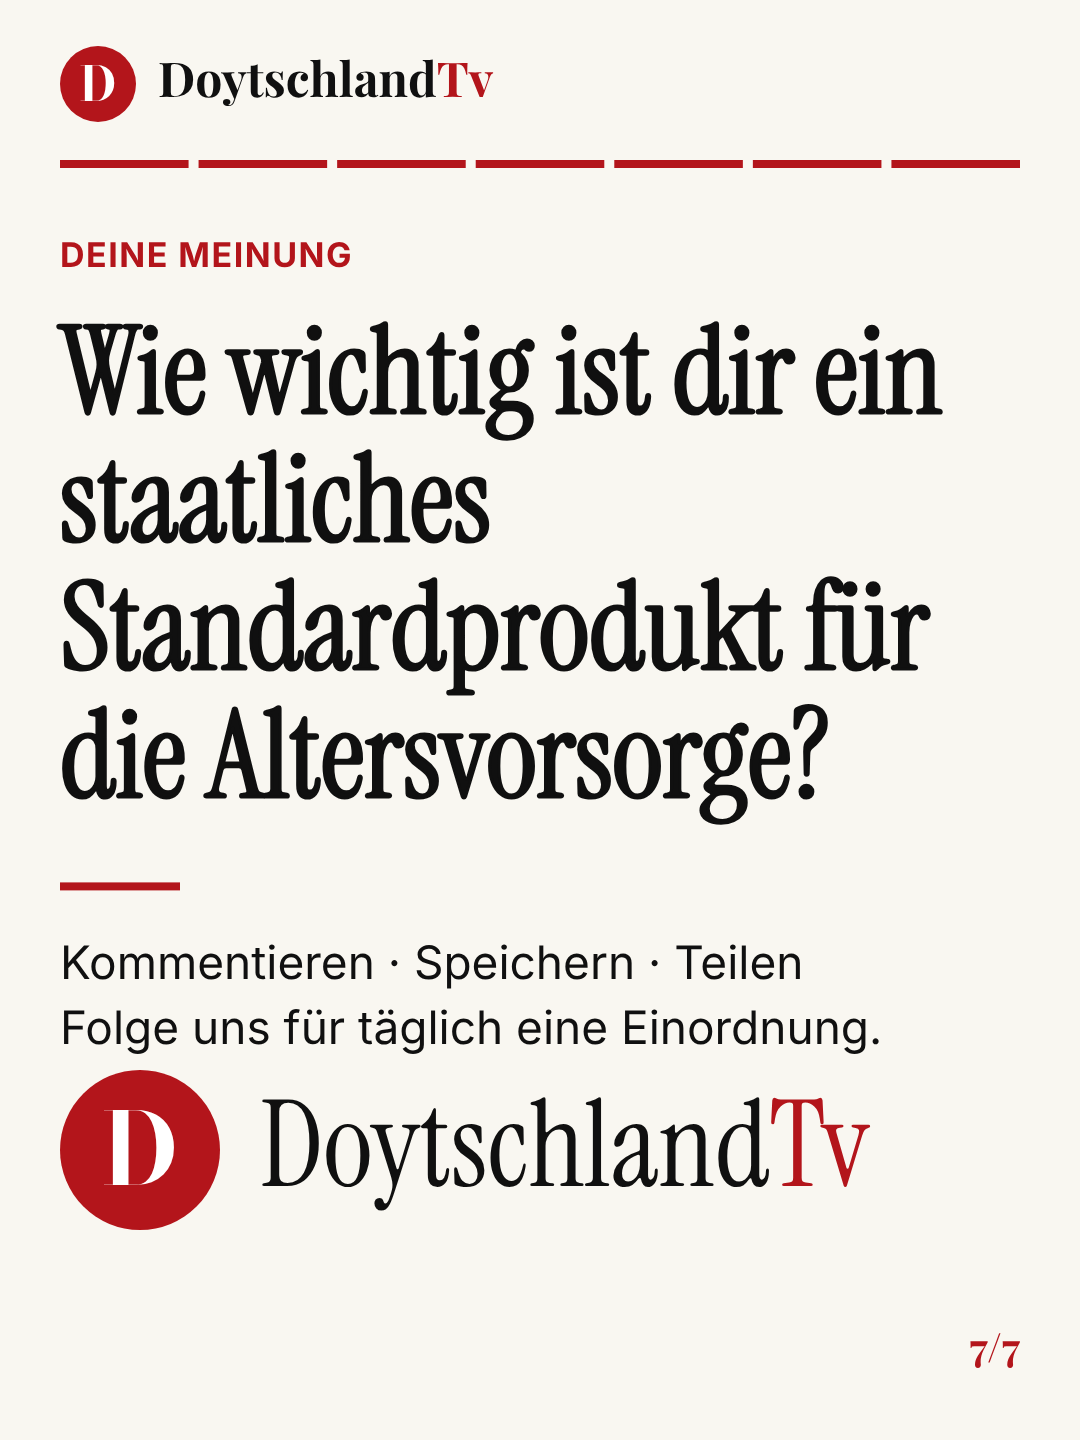 D DoytschlandTv
DEINE MEINUNG
Wie wichtig ist dir ein
staatliches
Standardprodukt für
die Altersvorsorge?
Kommentieren · Speichern · Teilen
Folge uns für täglich eine Einordnung.
D DoytschlandTv
7/7